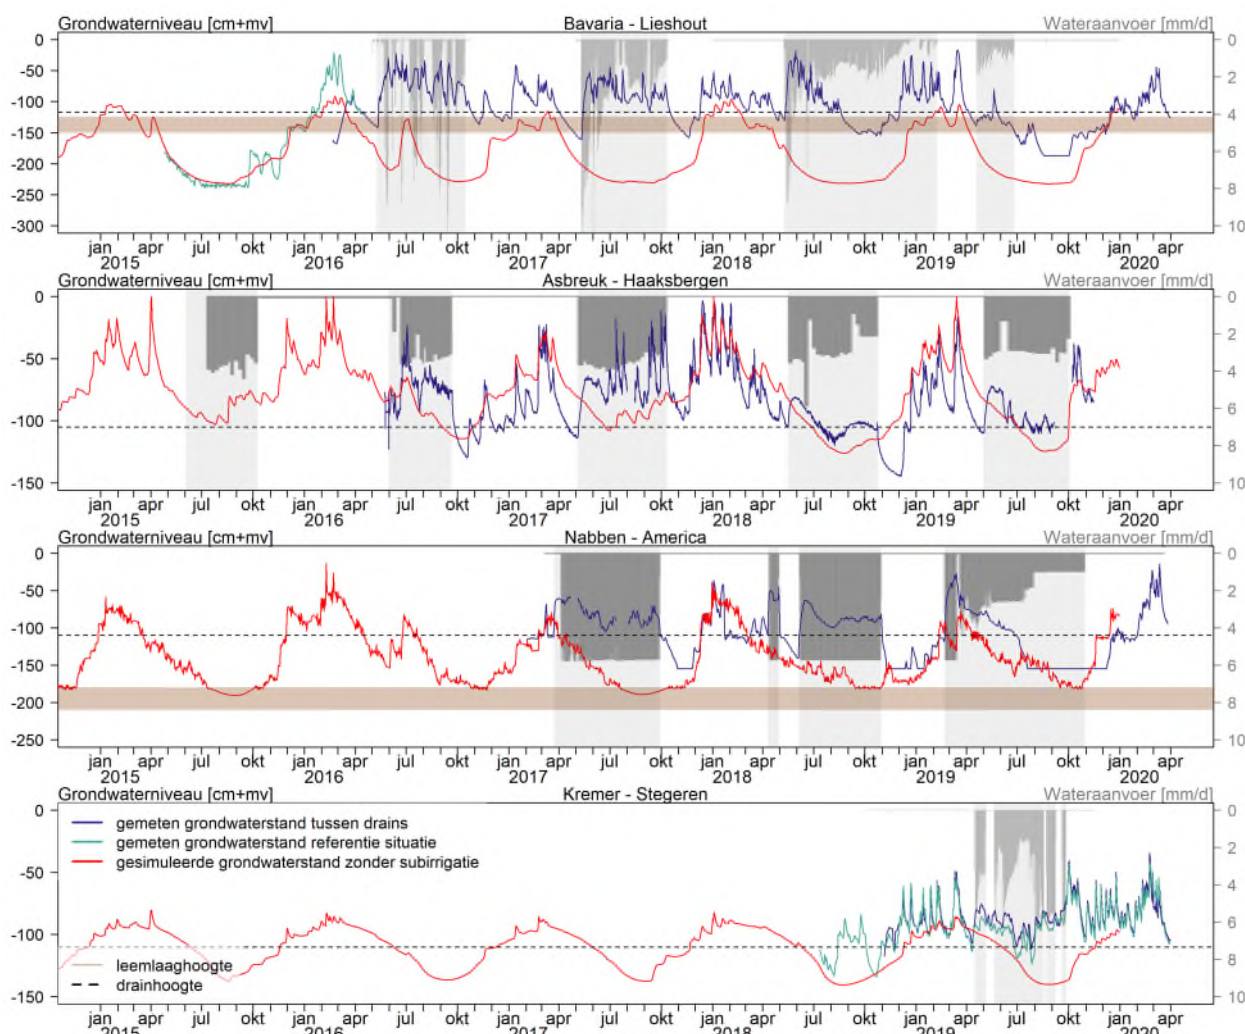 Grondwaterniveau [cm+mv] Bavaria - Lieshout Wateraanvoer [mm/d]
0 0
-50 2
-100 4
-150 6
-200 8
-250
-300 10
jan apr jul okt jan apr jul okt jan apr jul okt jan apr jul okt jan apr jul okt jan apr
2015 2016 2017 2018 2019 2020
Grondwaterniveau [cm+mv] Asbreuk - Haaksbergen Wateraanvoer [mm/d]
0 0
2
-50 4
6
-100 8
-150 10
jan apr jul okt jan apr jul okt jan apr jul okt jan apr jul okt jan apr jul okt jan apr
2015 2016 2017 2018 2019 2020
Grondwaterniveau [cm+mv] Nabben - America Wateraanvoer [mm/d]
0 0
-50 2
-100 4
-150 6
-200 8
-250 10
jan apr jul okt jan apr jul okt jan apr jul okt jan apr jul okt jan apr jul okt jan apr
2015 2016 2017 2018 2019 2020
Grondwaterniveau [cm+mv] Kremer - Stegeren Wateraanvoer [mm/d]
0 0
gemeten grondwaterstand tussen drains
gemeten grondwaterstand referentie situatie
2
gesimuleerde grondwaterstand zonder subirrigatie
-50 4
6
-100 8
leemlaaghoogte
drainhoogte
-150 10
jan apr jul okt jan apr jul okt jan apr jul okt jan apr jul okt jan apr jul okt jan apr
2015 2016 2017 2018 2019 2020